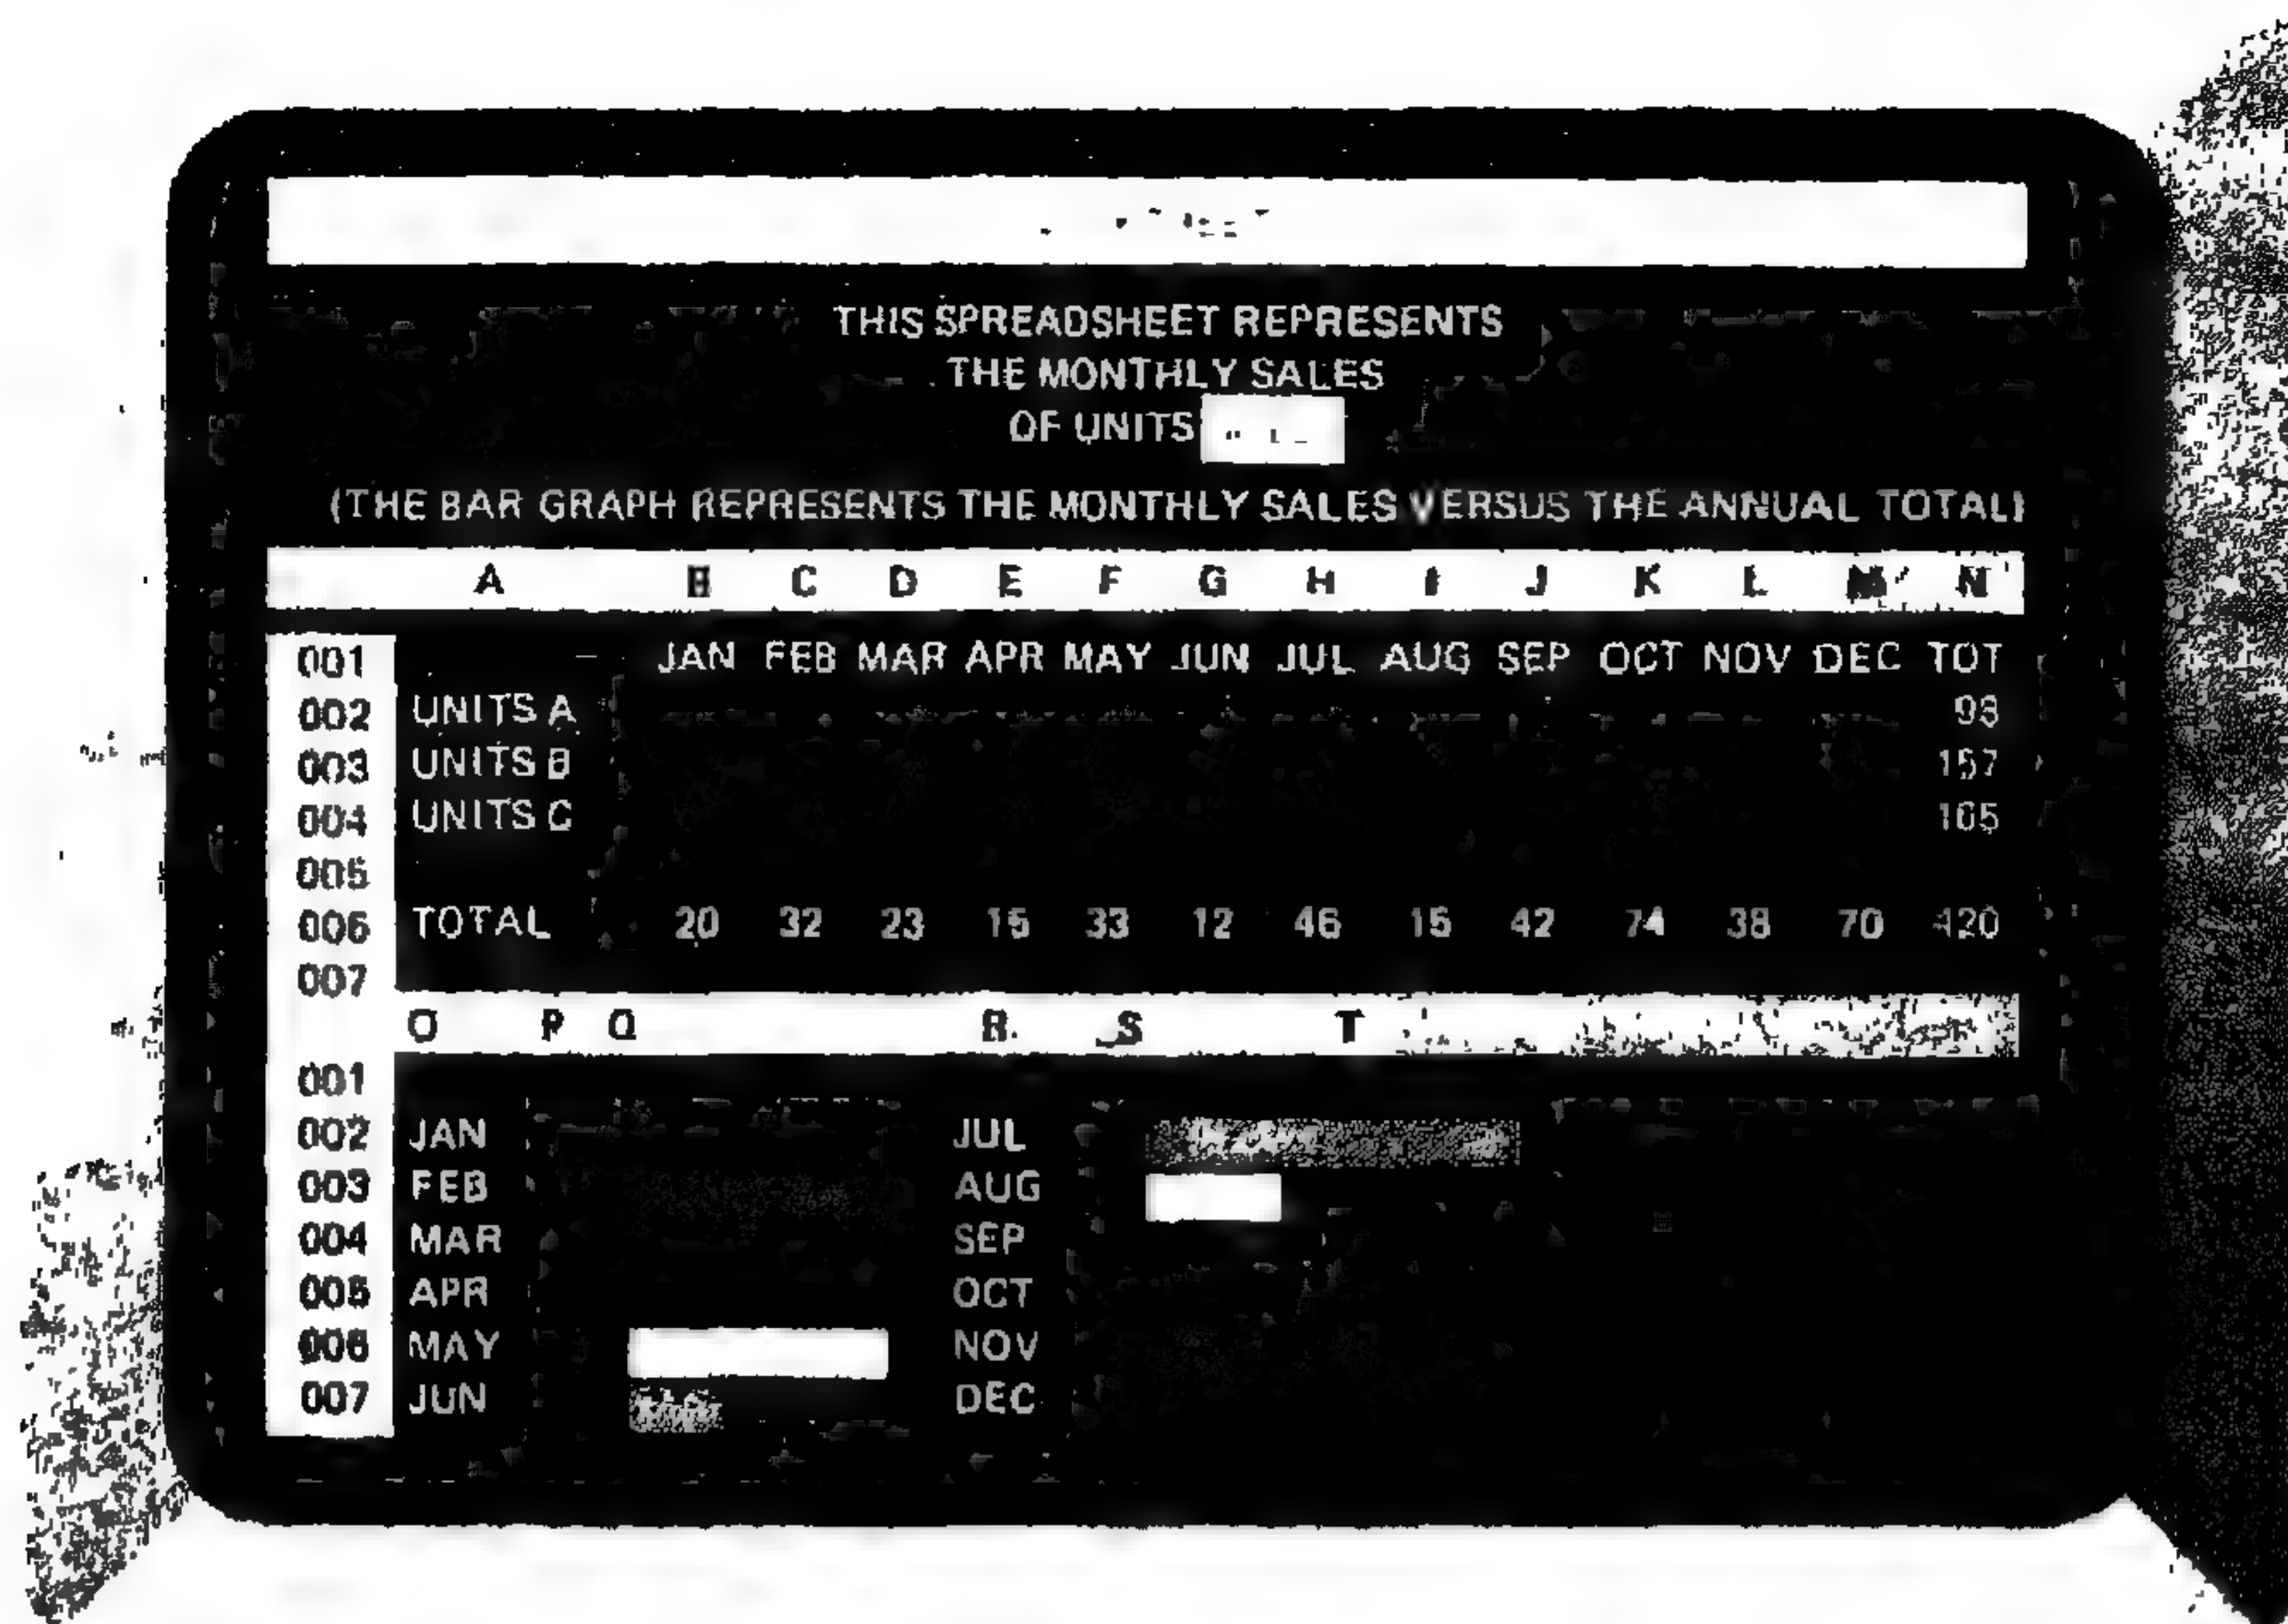 THIS SPREADSHEET REPRESENTS
THE MONTHLY SALES
OF UNITS
(THE BAR GRAPH REPRESENTS THE MONTHLY SALES VERSUS THE ANNUAL TOTAL)
A B C D E F G H I J K L M N
001 JAN FEB MAR APR MAY JUN JUL AUG SEP OCT NOV DEC TOT
002 UNITS A 98
003 UNITS B 157
004 UNITS C 165
005
006 TOTAL 20 32 23 15 33 12 46 15 42 74 38 70 420
007
O P Q R S T
001
002 JAN JUL
003 FEB AUG
004 MAR SEP
005 APR OCT
006 MAY NOV
007 JUN DEC